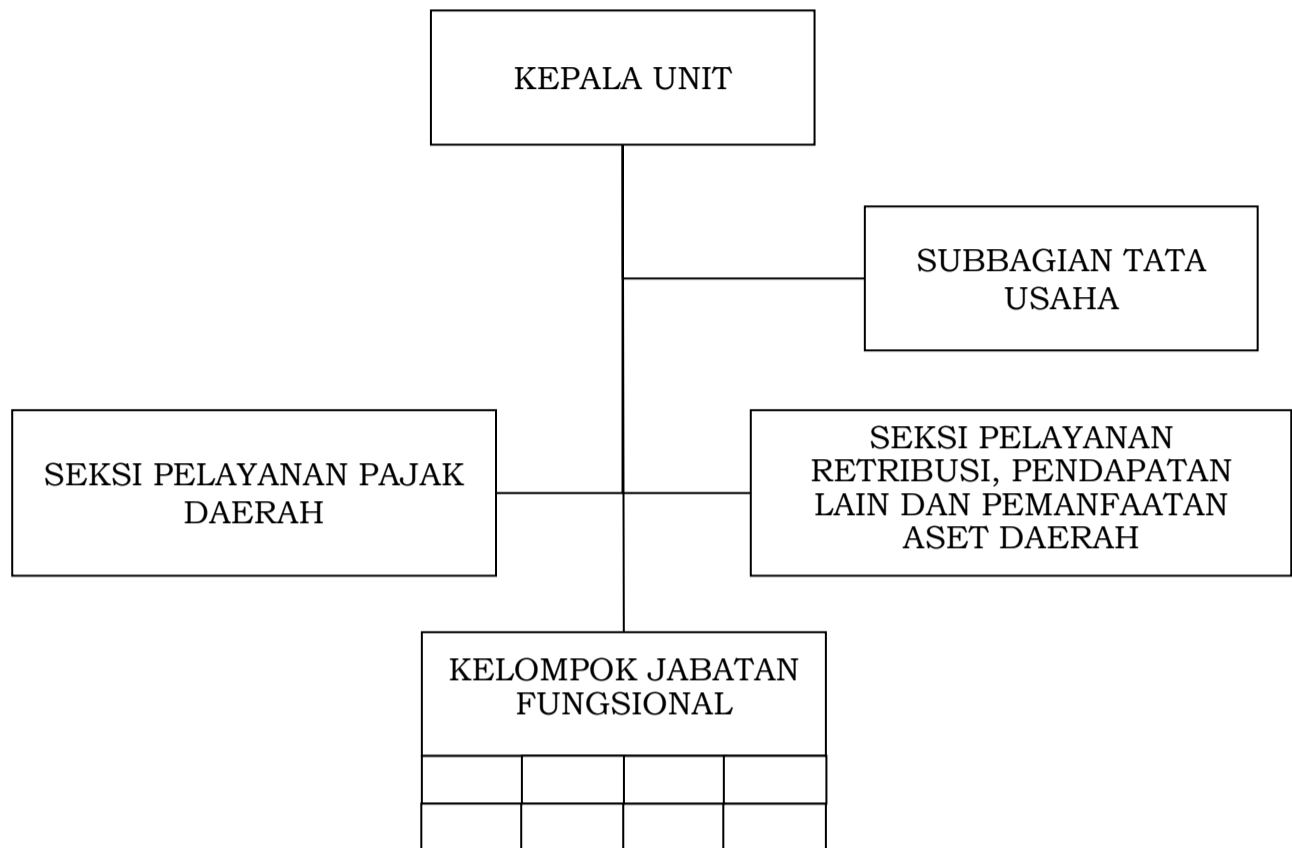 KEPALA UNIT
SUBBAGIAN TATA
USAHA
SEKSI PELAYANAN PAJAK
DAERAH
SEKSI PELAYANAN
RETRIBUSI, PENDAPATAN
LAIN DAN PEMANFAATAN
ASET DAERAH
KELOMPOK JABATAN
FUNGSIONAL